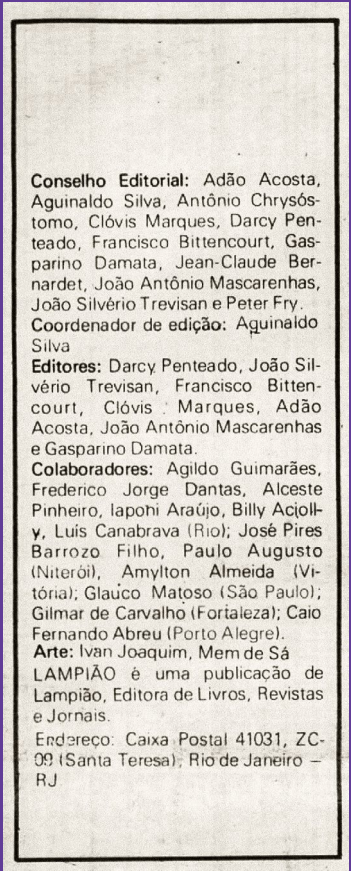 Conselho Editorial: Adão Acosta,
Aguinaldo Silva, Antônio Chrysós-
tomo, Clóvis Marques, Darcy Pen-
teado, Francisco Bittencourt, Gas-
parino Damata, Jean-Claude Ber-
nardet, João Antônio Mascarenhas,
João Silvério Trevisan e Peter Fry.
Coordenador de edição: Aguinaldo
Silva
Editores: Darcy Penteado, João Sil-
vério Trevisan, Francisco Bitten-
court, Clóvis Marques, Adão
Acosta, João Antônio Mascarenhas
e Gasparino Damata.
Colaboradores: Agildo Guimarães,
Frederico Jorge Dantas, Alceste
Pinheiro, Iaponi Araújo, Billy Acioll-
y, Luís Canabrava (Rio); José Pires
Barrozo Filho, Paulo Augusto
(Niterói), Amylton Almeida (Vi-
tória); Glauco Matoso (São Paulo);
Gilmar de Carvalho (Fortaleza); Caio
Fernando Abreu (Porto Alegre).
Arte: Ivan Joaquim, Mem de Sá
LAMPIÃO é uma publicação de
Lampião, Editora de Livros, Revistas
e Jornais.
Endereço: Caixa Postal 41031, ZC-
09 (Santa Teresa), Rio de Janeiro —
RJ